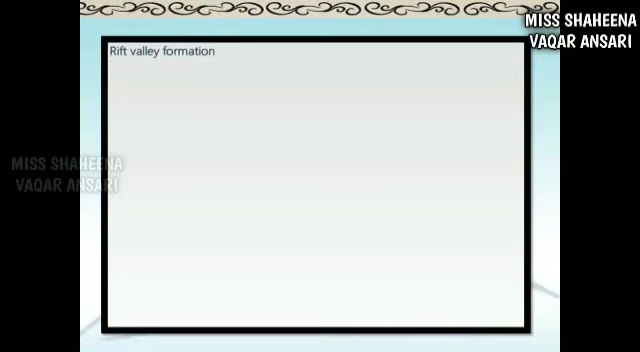 MISS SHAHEENA
VAQAR ANSARI
Rift valley formation
MISS SHAHEENA
VAQAR ANSARI